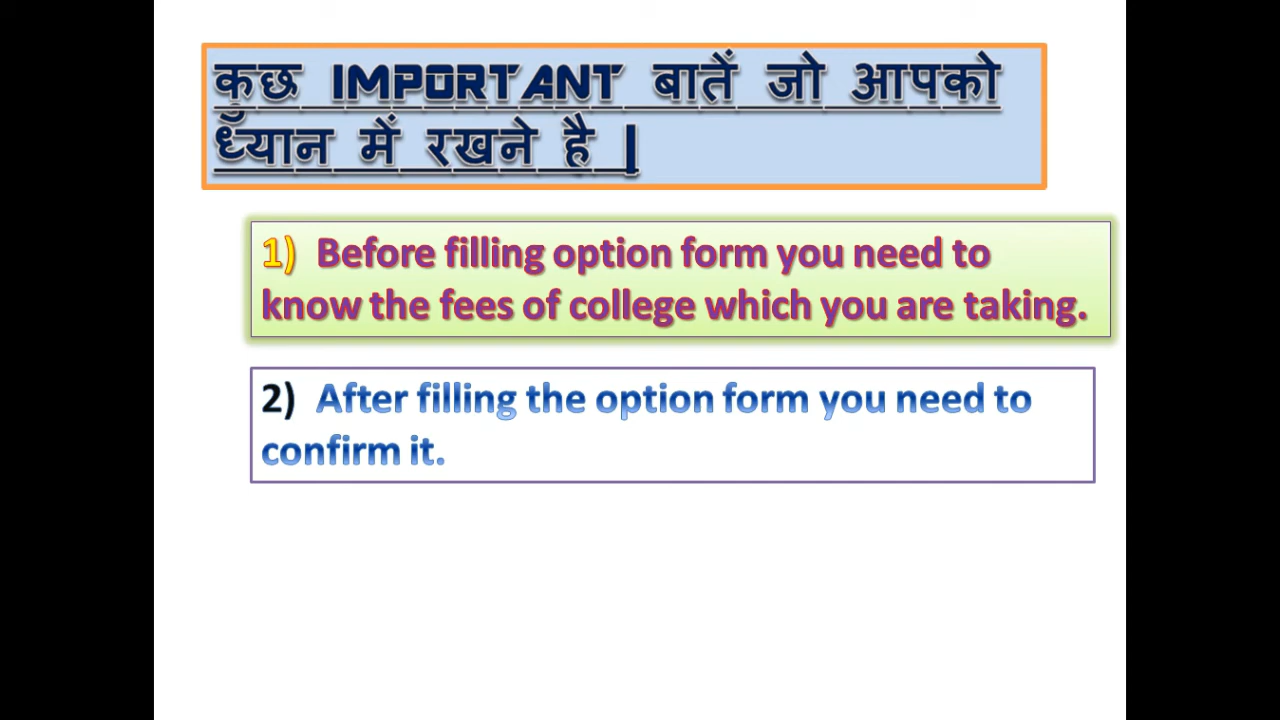 कुछ IMPORTANT बातें जो आपको
ध्यान में रखने है |
1) Before filling option form you need to
know the fees of college which you are taking.
2) After filling the option form you need to
confirm it.